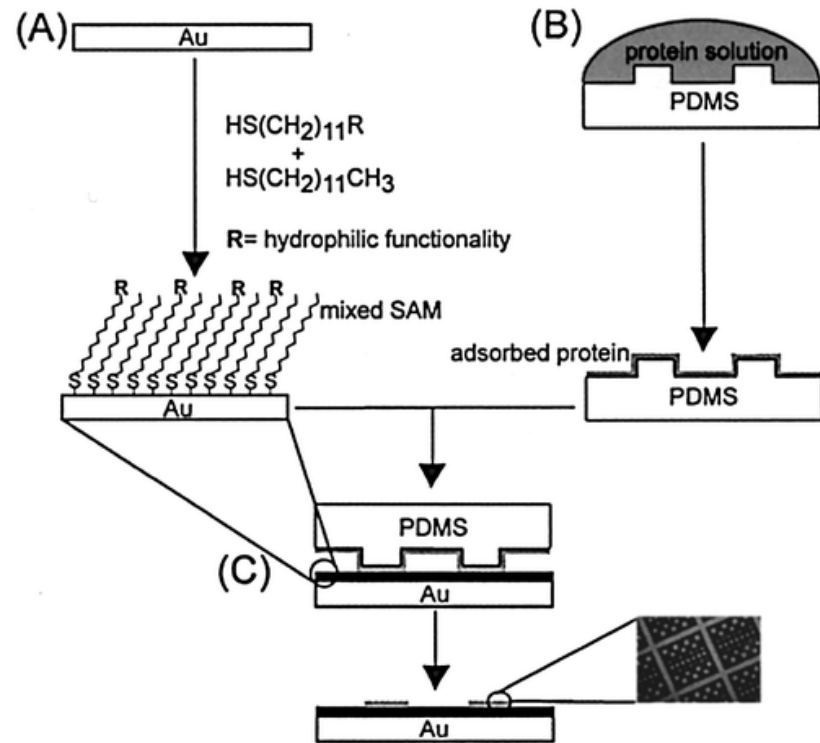 (A)
Au
HS(CH2)11R
+
HS(CH2)11CH3
R= hydrophilic functionality
R R R R
mixed SAM
S S S S S S S S S S
Au
(B)
protein solution
PDMS
adsorbed protein
PDMS
(C)
PDMS
Au
Au